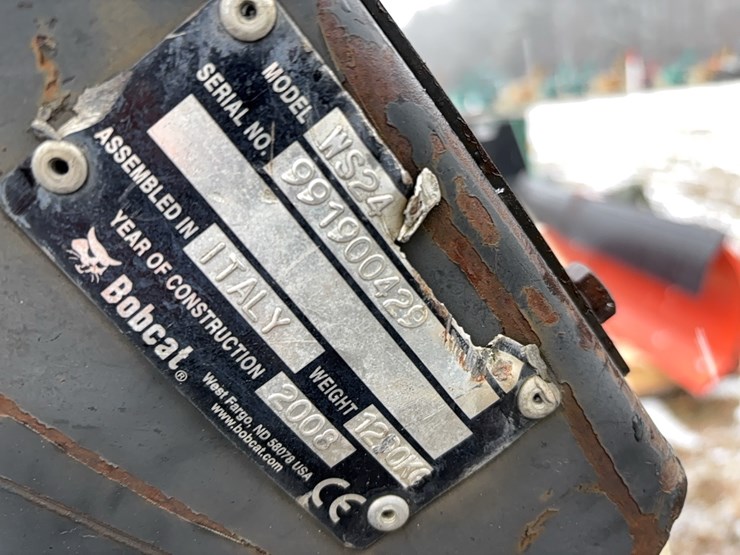 MODEL WS24
SERIAL NO. 991900429
ASSEMBLED IN ITALY
YEAR OF CONSTRUCTION 2008
WEIGHT
Bobcat®
West Fargo, ND 58078 USA
www.bobcat.com
CE